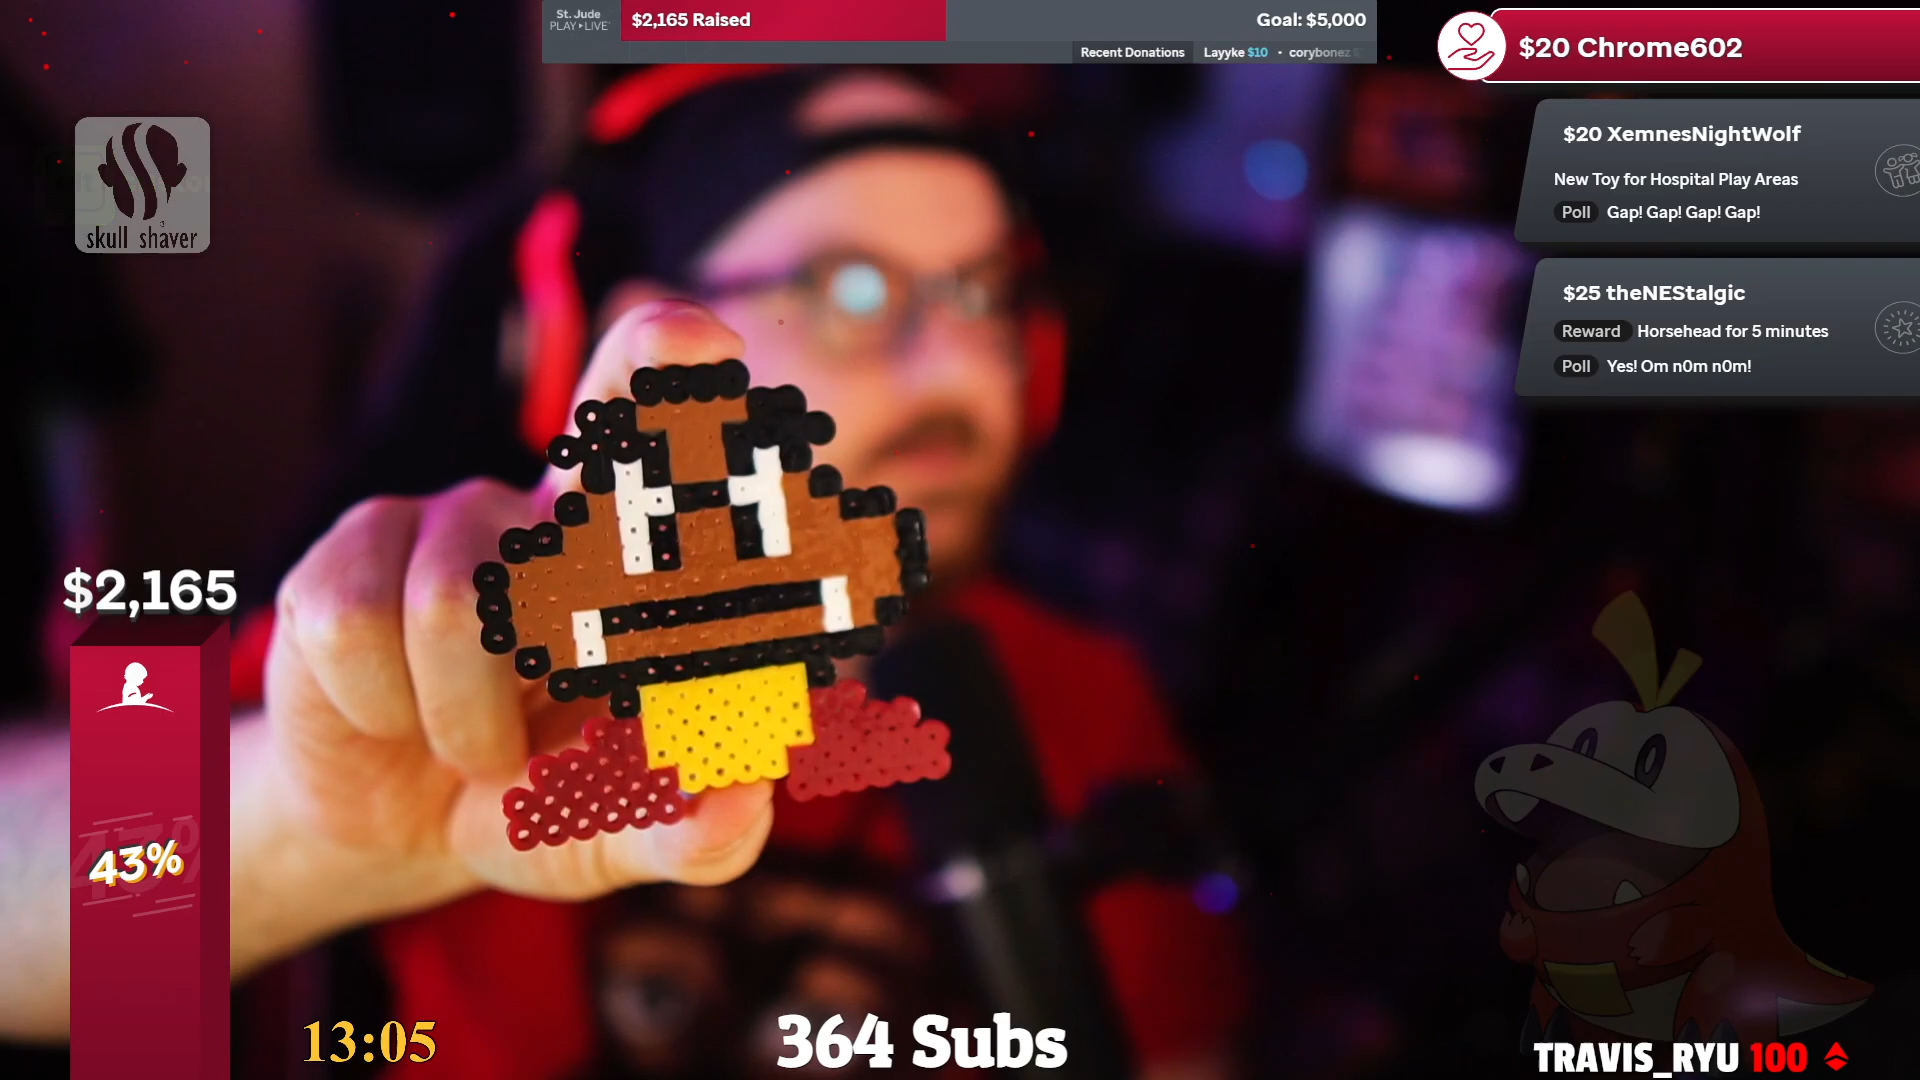 St. Jude
PLAY LIVE
$2,165 Raised
Goal: $5,000
Recent Donations
Layyke $10 • corybonez
$20 Chrome602
$20 XemnesNightWolf
New Toy for Hospital Play Areas
Poll Gap! Gap! Gap! Gap!
$25 theNEStalgic
Reward Horsehead for 5 minutes
Poll Yes! Om n0m n0m!
skull shaver
$2,165
43%
13:05
364 Subs
TRAVIS_RYU 100